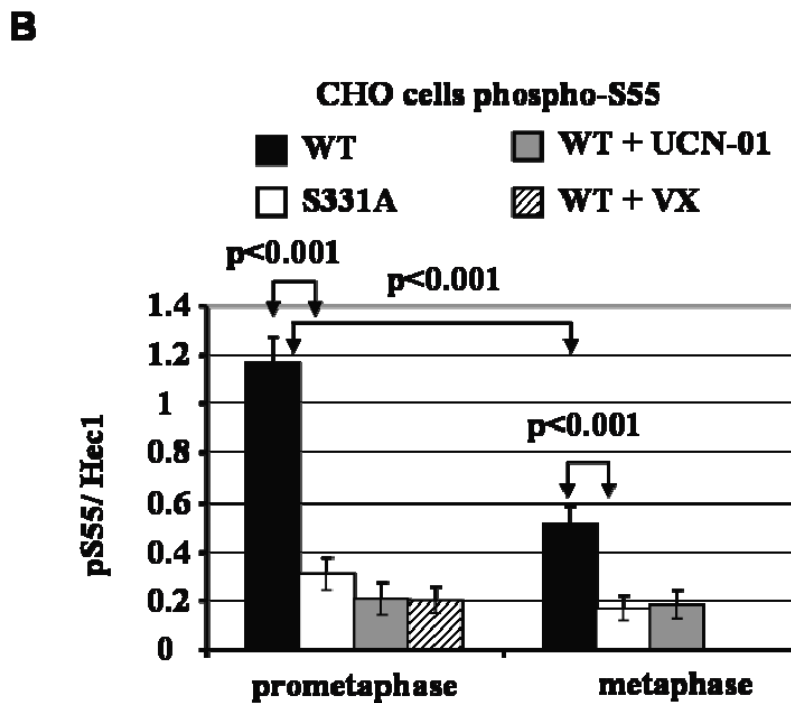 B
CHO cells phospho-S55
WT
WT + UCN-01
S331A
WT + VX
p<0.001
p<0.001
1.4
1.2
1
p<0.001
0.8
0.6
0.4
0.2
0
pS55/ Hec1
prometaphase
metaphase